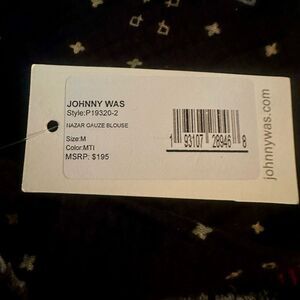 JOHNNY WAS
Style:P19320-2
NAZAR GAUZE BLOUSE
Size:M
Color:MTI
MSRP: $195
1 93107 28946 8
johnnywas.com